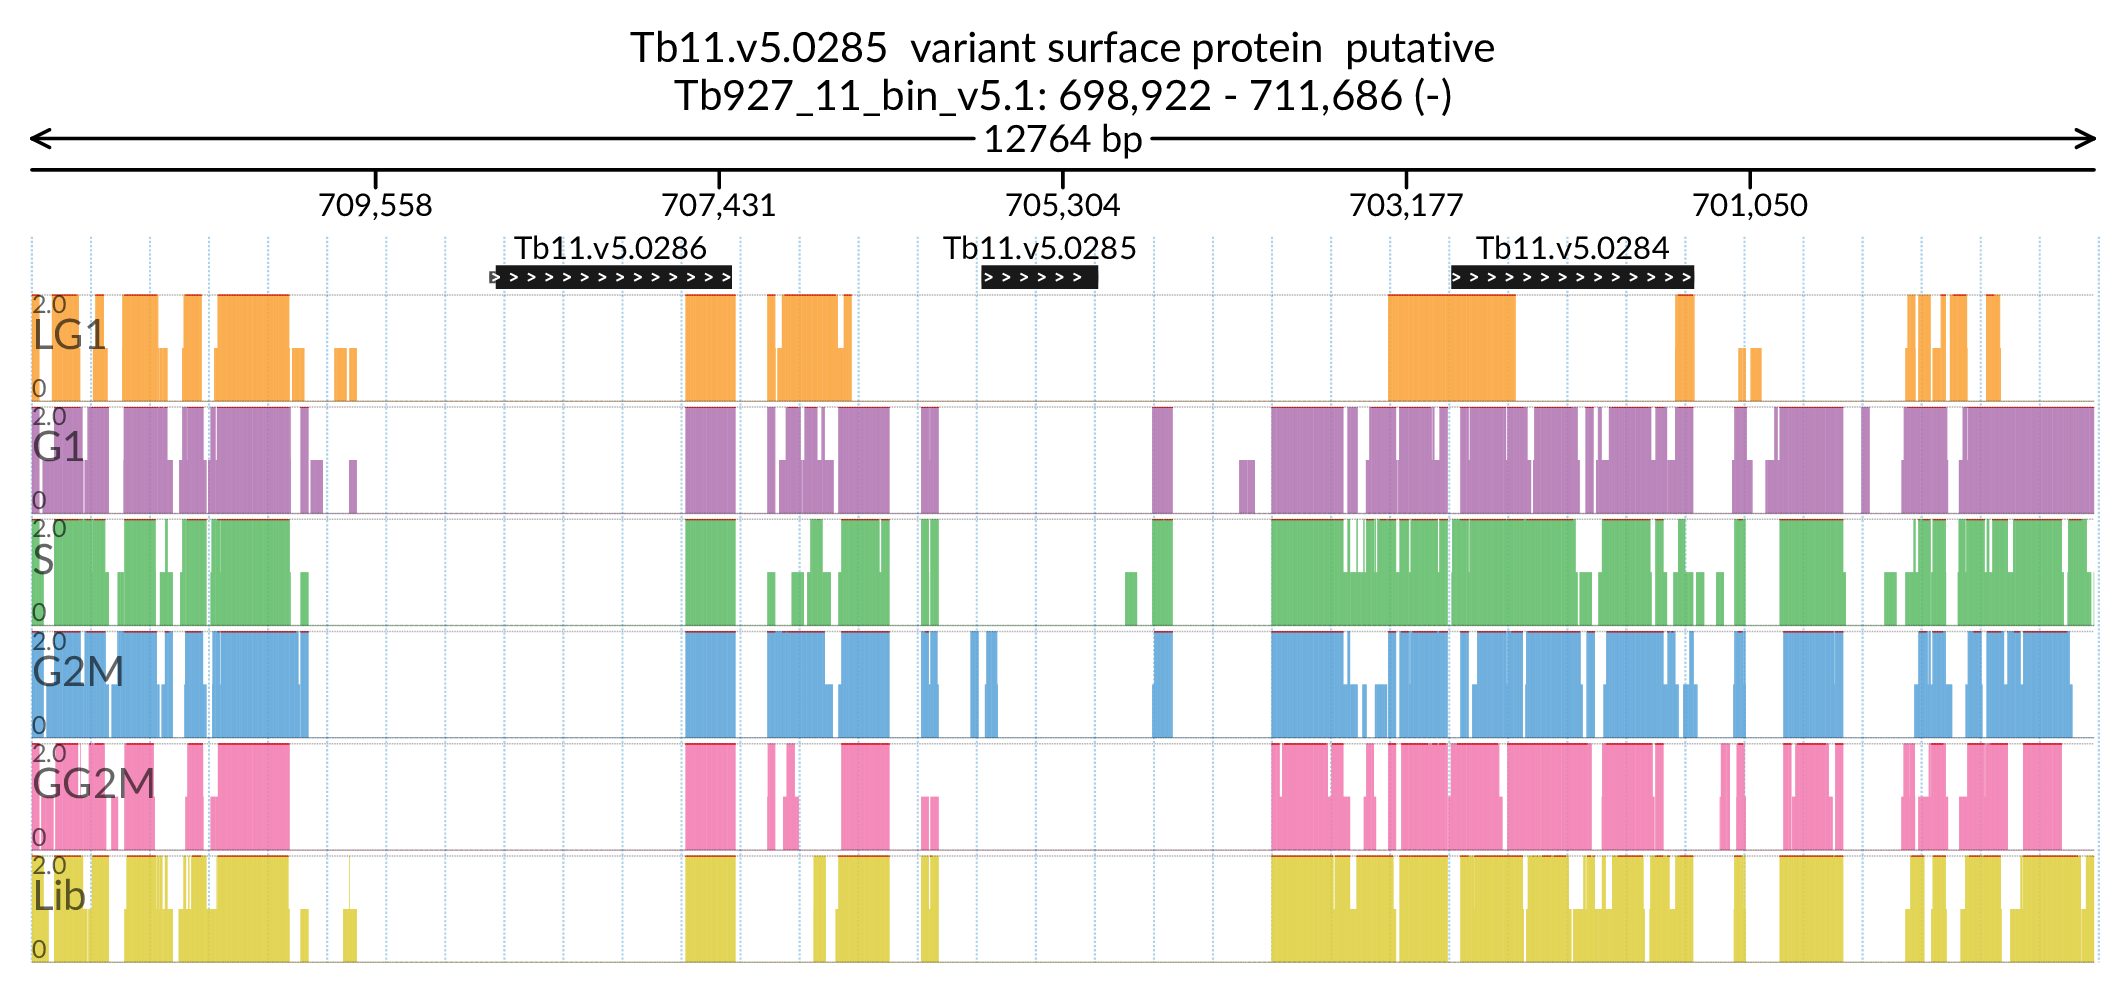 Tb11.v5.0285 variant surface protein putative
Tb927_11_bin_v5.1: 698,922 - 711,686 (-)
12764 bp
709,558 707,431 705,304 703,177 701,050
Tb11.v5.0286 Tb11.v5.0285 Tb11.v5.0284
2.0
LG1
0
2.0
G1
0
2.0
S
0
2.0
G2M
0
2.0
GG2M
0
2.0
Lib
0